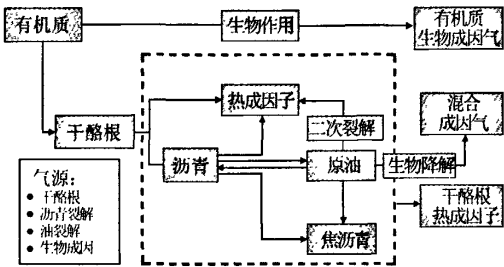 有机质
生物作用
有机质
生物成因气
热成因子
混合
成因气
干酪根
二次裂解
沥青
原油
生物降解
气源：
● 干酪根
● 沥青裂解
● 油裂解
● 生物成因
干酪根
热成因子
焦沥青